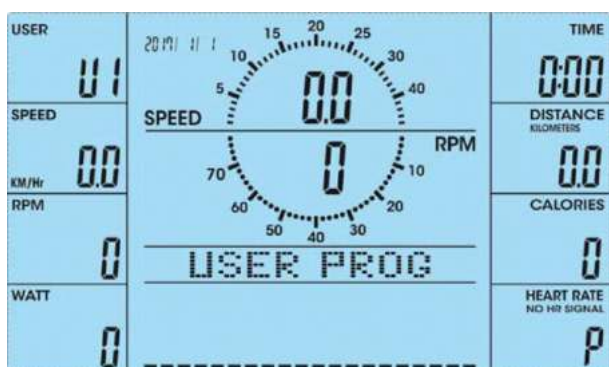 USER
U 1
SPEED
KM/Hr 0.0
RPM
0
WATT
0
2017/ 1/ 1
5 10 15 20 25 30 40
SPEED 0.0
RPM
0
10 20 30 40 50 60 70
USER PROG
TIME
0:00
DISTANCE
KILOMETERS
0.0
CALORIES
0
HEART RATE
NO HR SIGNAL
P